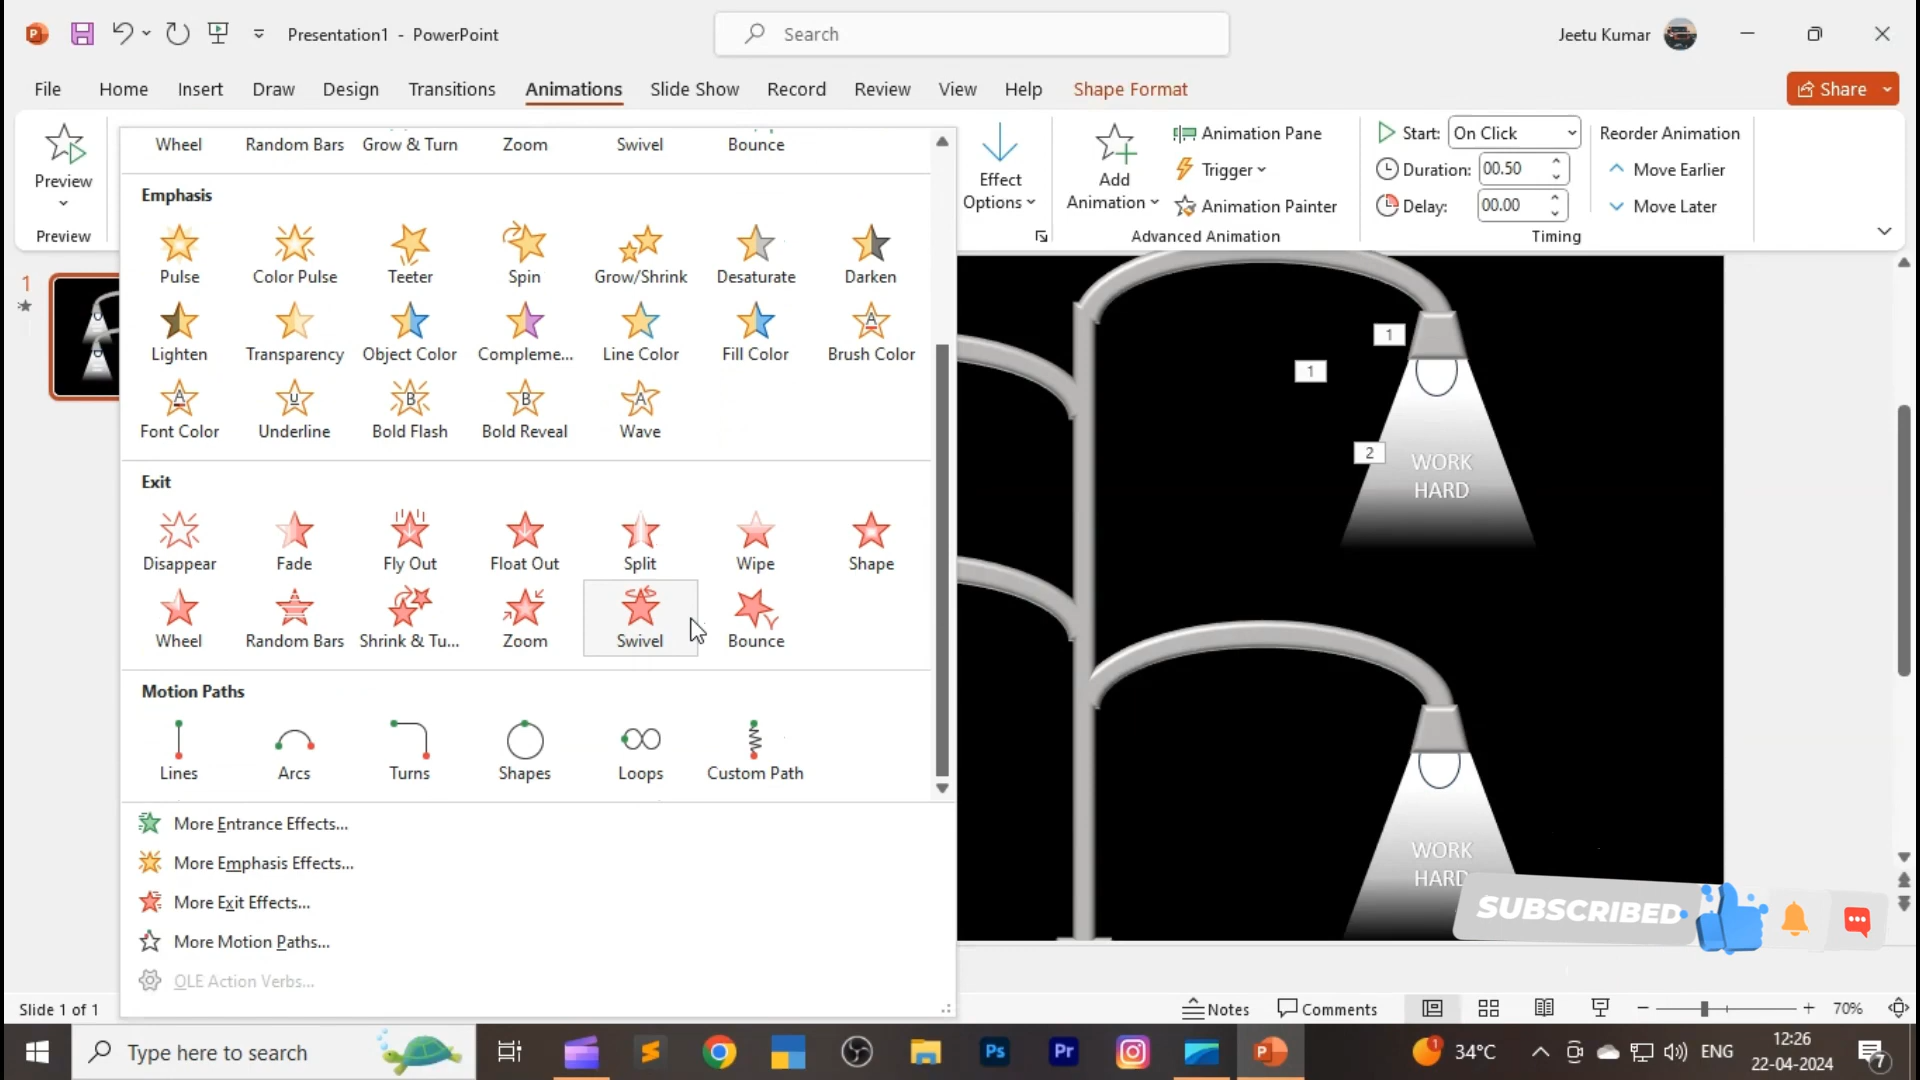 Presentation1 - PowerPoint
Search
Jeetu Kumar
File Home Insert Draw Design Transitions Animations Slide Show Record Review View Help Shape Format
Share
Preview
Preview
Wheel Random Bars Grow & Turn Zoom Swivel Bounce
Effect
Options
Add
Animation
Animation Pane
Trigger
Animation Painter
Advanced Animation
Start: On Click
Duration: 00.50
Delay: 00.00
Timing
Reorder Animation
Move Earlier
Move Later
Emphasis
Pulse Color Pulse Teeter Spin Grow/Shrink Desaturate Darken
Lighten Transparency Object Color Compleme... Line Color Fill Color Brush Color
Font Color Underline Bold Flash Bold Reveal Wave
Exit
Disappear Fade Fly Out Float Out Split Wipe Shape
Wheel Random Bars Shrink & Tu... Zoom Swivel Bounce
Motion Paths
Lines Arcs Turns Shapes Loops Custom Path
More Entrance Effects...
More Emphasis Effects...
More Exit Effects...
More Motion Paths...
OLE Action Verbs...
1
1
1
2
WORK
HARD
WORK
HARD
SUBSCRIBED
Slide 1 of 1
Notes Comments 70%
Type here to search
Ps Pr
1
34°C
ENG
12:26
22-04-2024
7